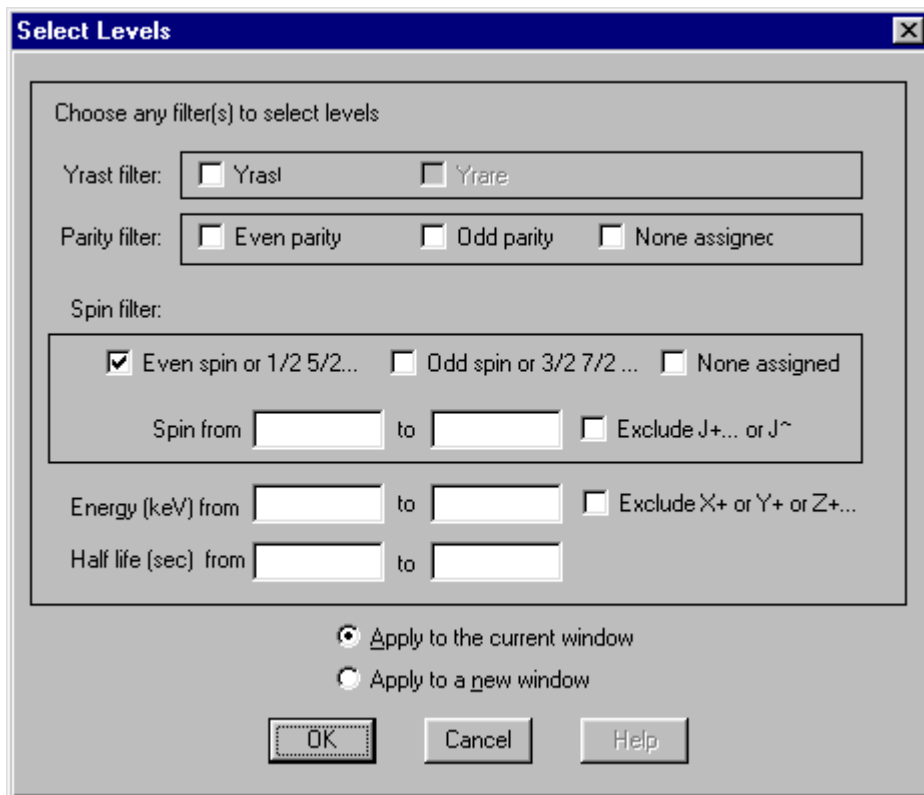 Select Levels
Choose any filter(s) to select levels
Yrast filter: Yrast Yrare
Parity filter: Even parity Odd parity None assigned
Spin filter:
Even spin or 1/2 5/2... Odd spin or 3/2 7/2 ... None assigned
Spin from to Exclude J+... or J~
Energy (keV) from to Exclude X+ or Y+ or Z+...
Half life (sec) from to
Apply to the current window
Apply to a new window
OK Cancel Help